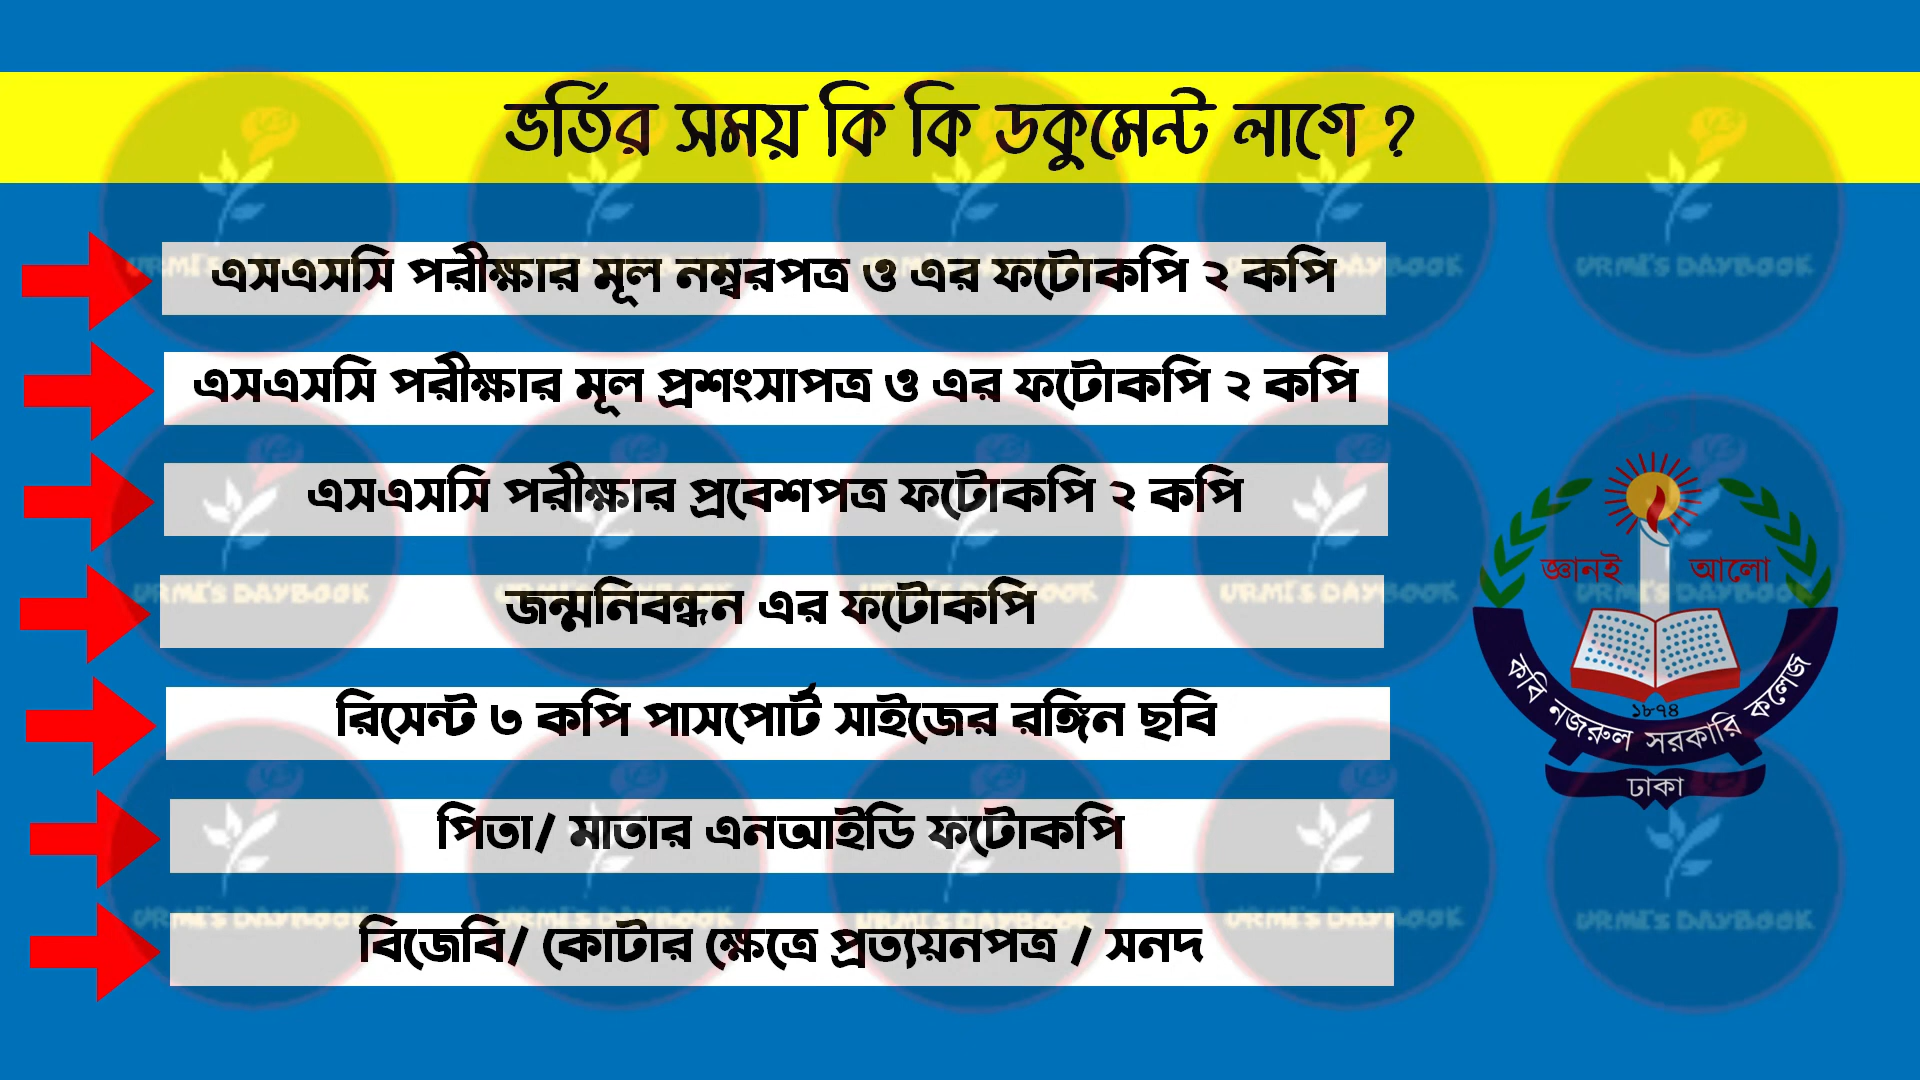 ভর্তির সময় কি কি ডকুমেন্ট লাগে ?
এসএসসি পরীক্ষার মূল নম্বরপত্র ও এর ফটোকপি ২ কপি
এসএসসি পরীক্ষার মূল প্রশংসাপত্র ও এর ফটোকপি ২ কপি
এসএসসি পরীক্ষার প্রবেশপত্র ফটোকপি ২ কপি
জন্মনিবন্ধন এর ফটোকপি
রিসেন্ট ৩ কপি পাসপোর্ট সাইজের রঙ্গিন ছবি
পিতা/ মাতার এনআইডি ফটোকপি
বিজেবি/ কোটার ক্ষেত্রে প্রত্যয়নপত্র / সনদ
জ্ঞানই আলো
১৮৭৪
কবি নজরুল সরকারি কলেজ
ঢাকা
URMI'S DAYBOOK